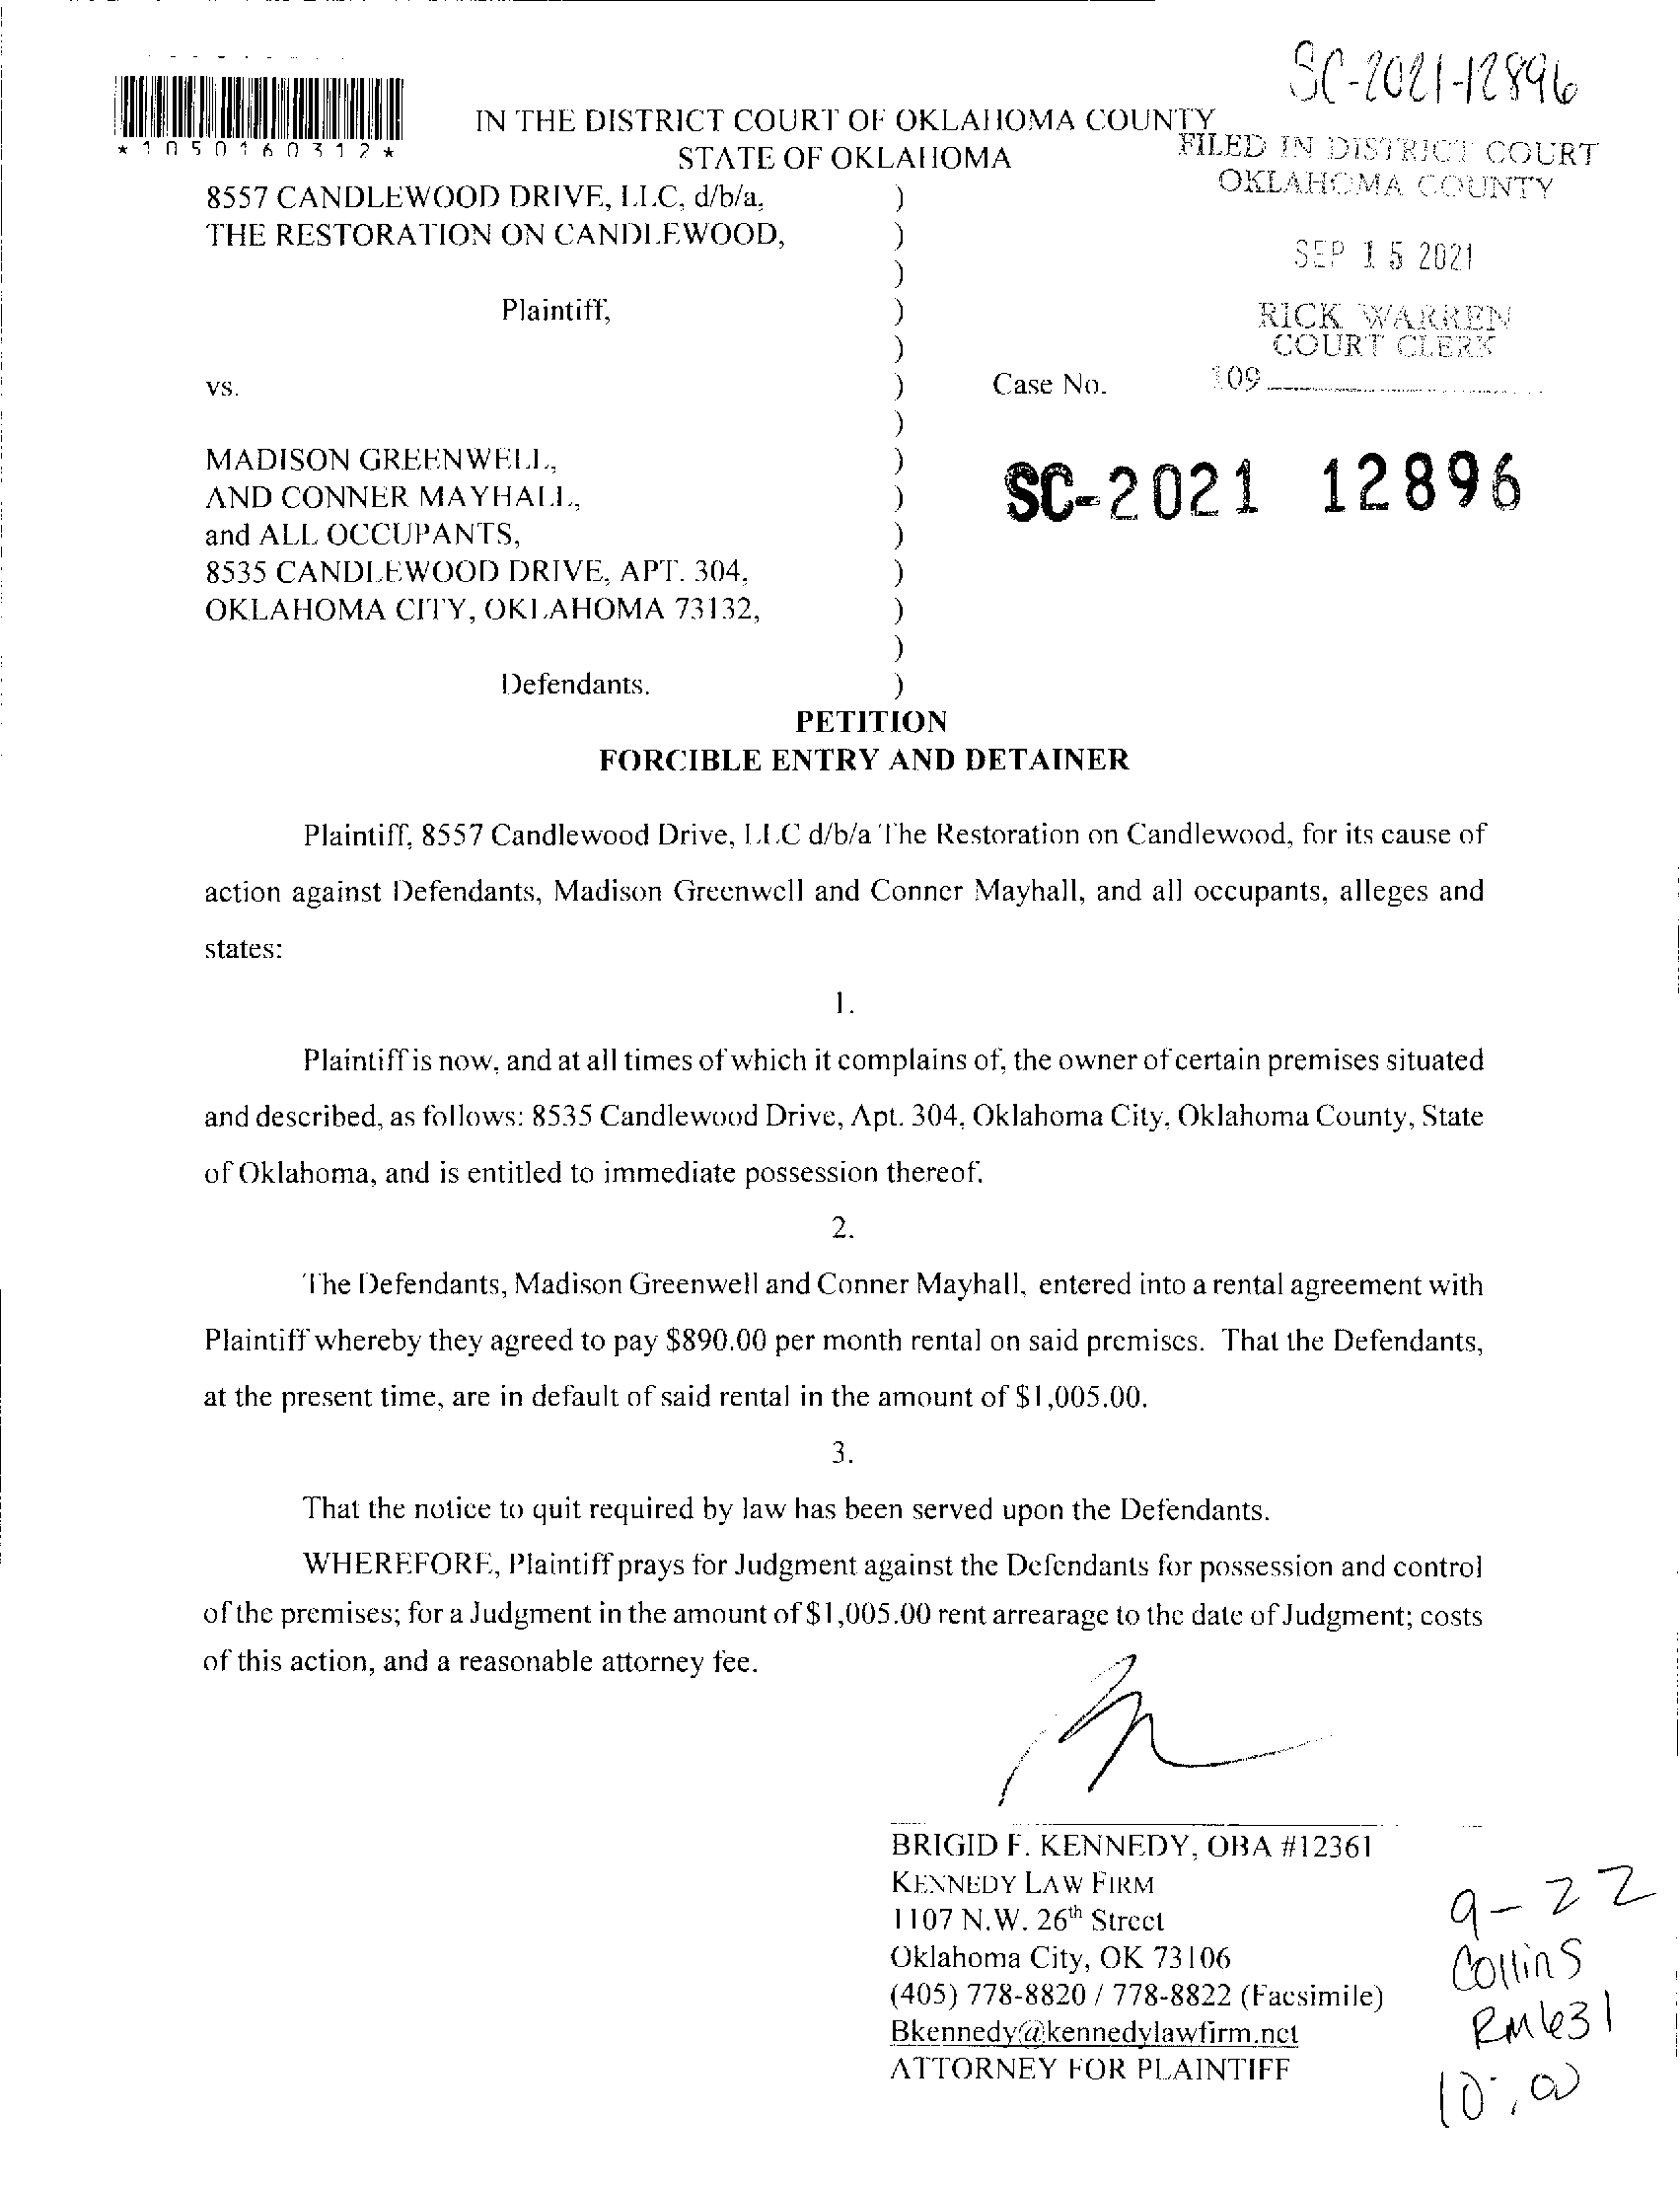 SC-2021-12896
*1050160312*
IN THE DISTRICT COURT OF OKLAHOMA COUNTY
STATE OF OKLAHOMA
FILED IN DISTRICT COURT
OKLAHOMA COUNTY
SEP 15 2021
RICK WARREN
COURT CLERK
109
8557 CANDLEWOOD DRIVE, LLC, d/b/a, )
THE RESTORATION ON CANDLEWOOD, )
)
Plaintiff, )
)
vs. ) Case No.
)
MADISON GREENWELL, )
AND CONNER MAYHALL, ) SC-2021 12896
and ALL OCCUPANTS, )
8535 CANDLEWOOD DRIVE, APT. 304, )
OKLAHOMA CITY, OKLAHOMA 73132, )
)
Defendants. )
PETITION
FORCIBLE ENTRY AND DETAINER
Plaintiff, 8557 Candlewood Drive, LLC d/b/a The Restoration on Candlewood, for its cause of
action against Defendants, Madison Greenwell and Conner Mayhall, and all occupants, alleges and
states:
1.
Plaintiff is now, and at all times of which it complains of, the owner of certain premises situated
and described, as follows: 8535 Candlewood Drive, Apt. 304, Oklahoma City, Oklahoma County, State
of Oklahoma, and is entitled to immediate possession thereof.
2.
The Defendants, Madison Greenwell and Conner Mayhall, entered into a rental agreement with
Plaintiff whereby they agreed to pay $890.00 per month rental on said premises. That the Defendants,
at the present time, are in default of said rental in the amount of $1,005.00.
3.
That the notice to quit required by law has been served upon the Defendants.
WHEREFORE, Plaintiff prays for Judgment against the Defendants for possession and control
of the premises; for a Judgment in the amount of $1,005.00 rent arrearage to the date of Judgment; costs
of this action, and a reasonable attorney fee.
BRIGID F. KENNEDY, OBA #12361
KENNEDY LAW FIRM
1107 N.W. 26th Street
Oklahoma City, OK 73106
(405) 778-8820 / 778-8822 (Facsimile)
Bkennedy@kennedylawfirm.net
ATTORNEY FOR PLAINTIFF
9-22
Collins
RM631
10:00